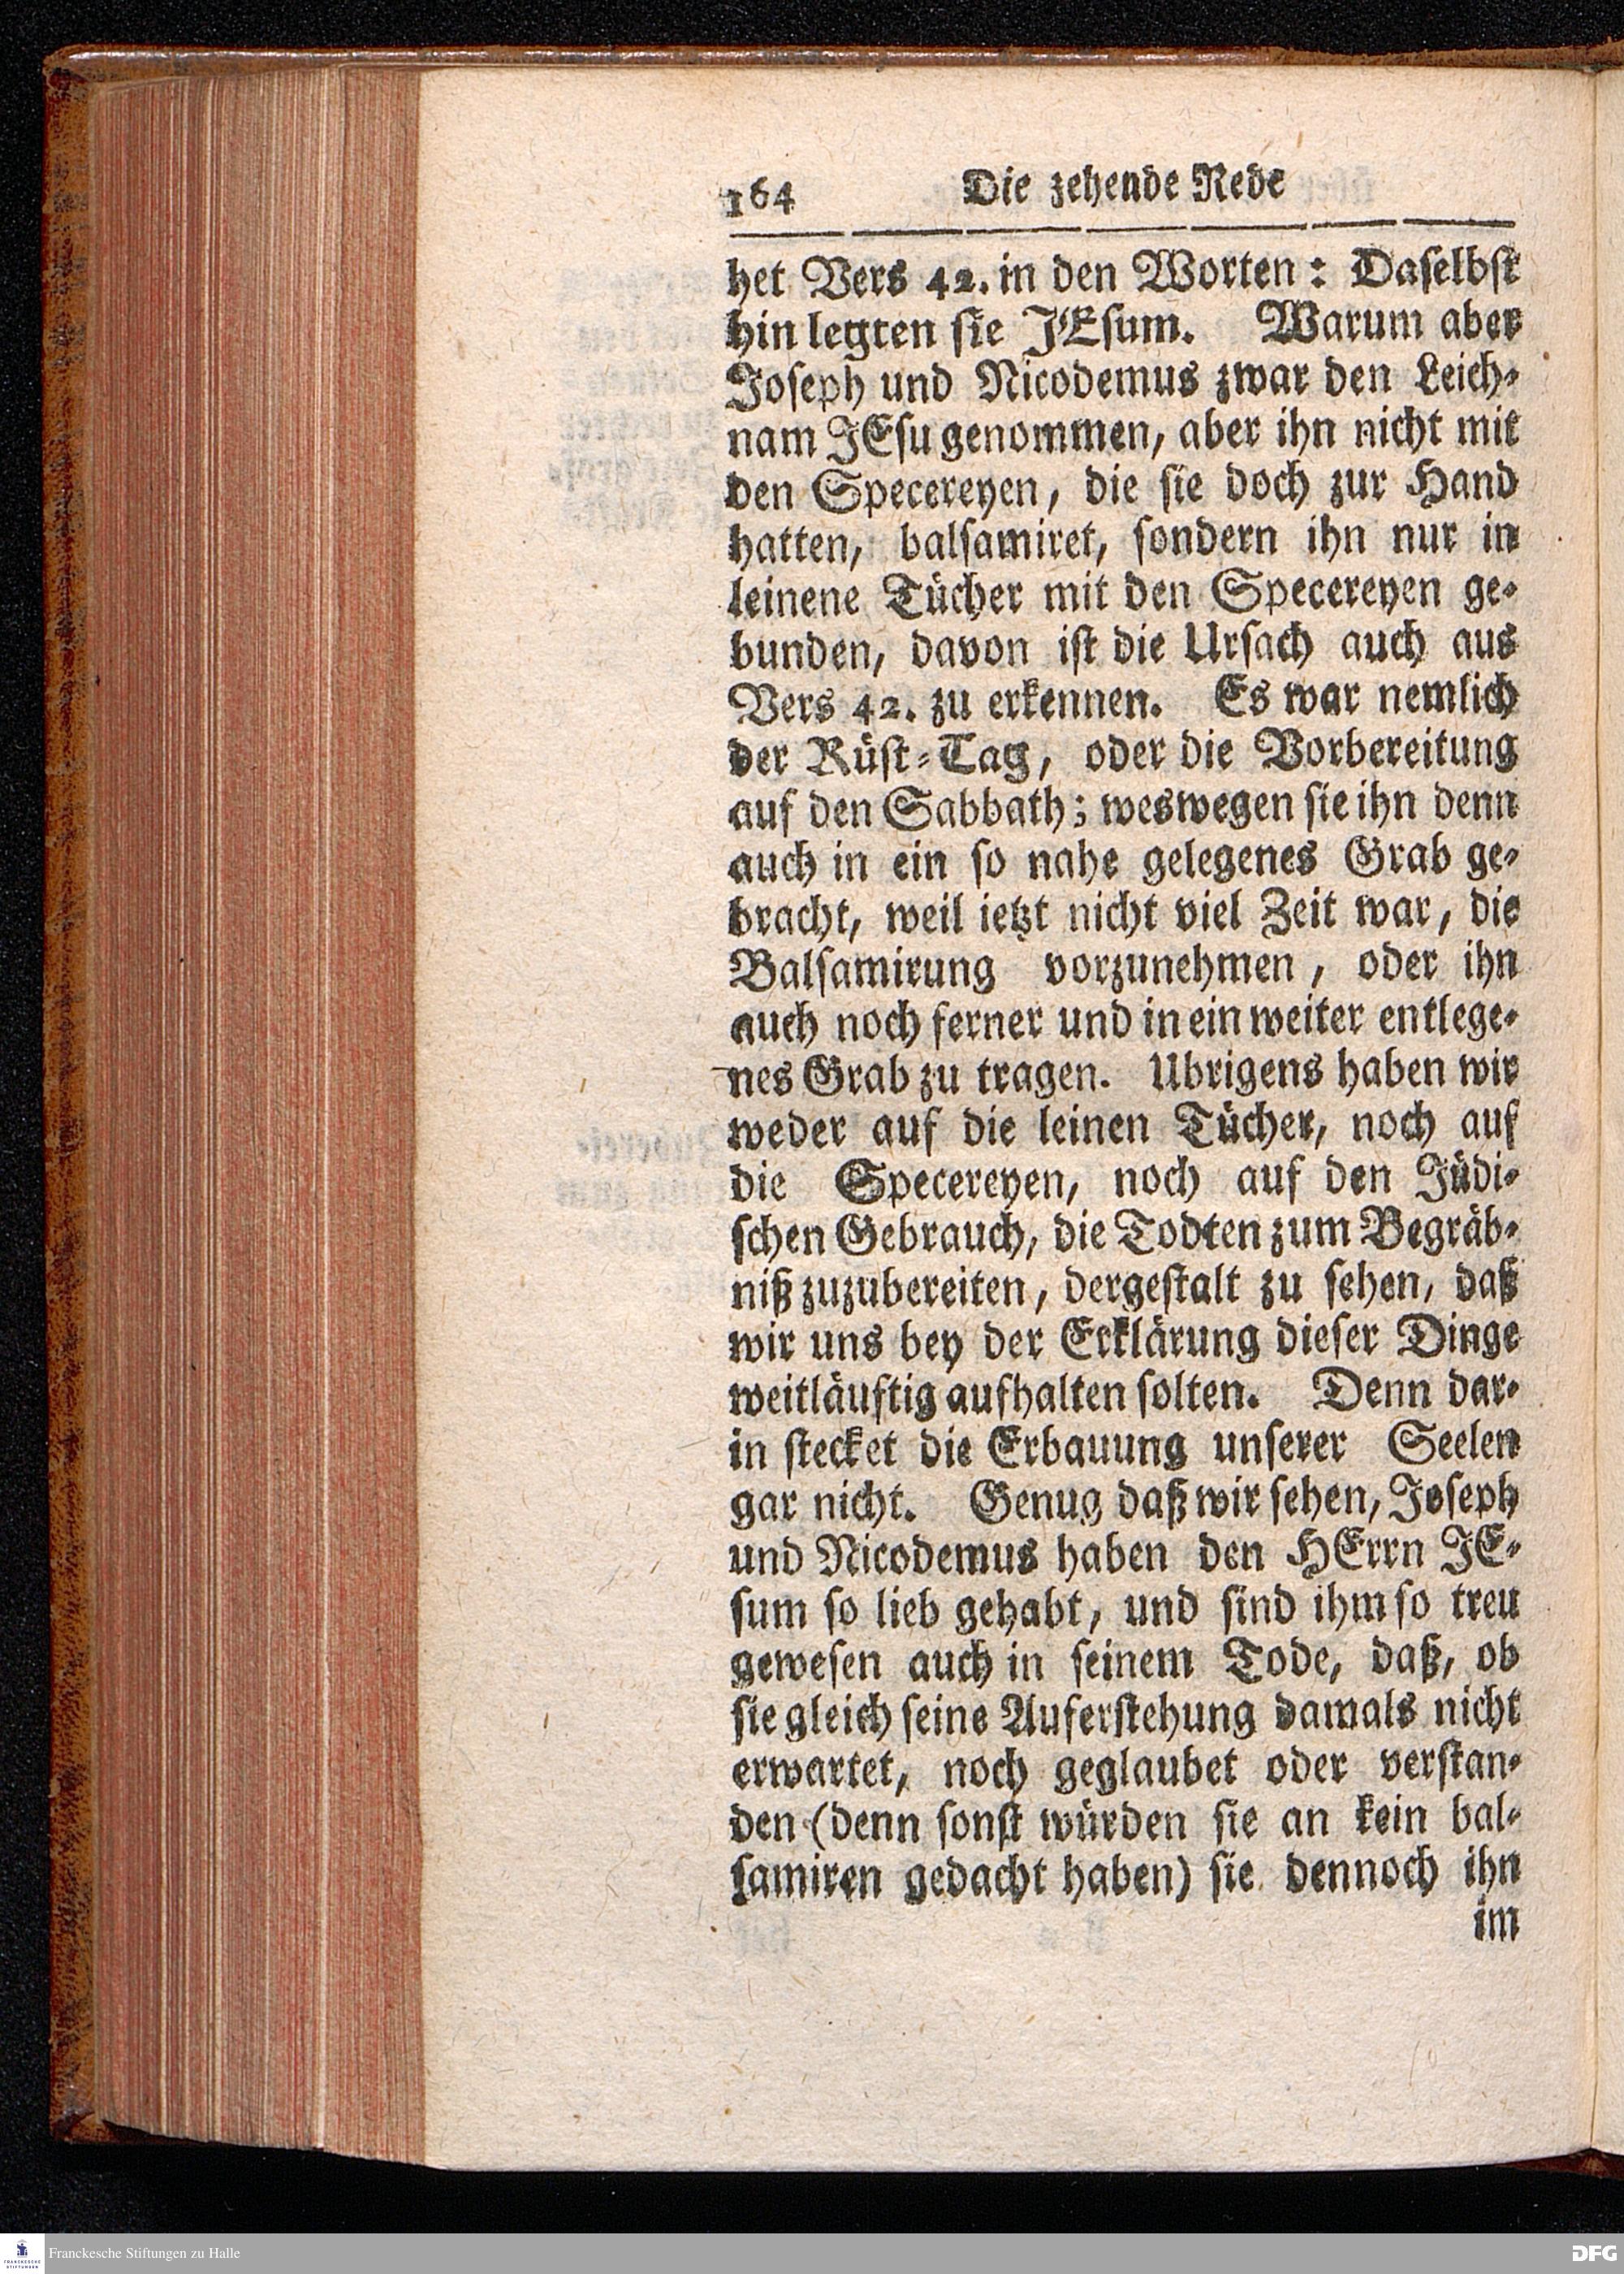 164 Die zehende Rede
het Vers 42. in den Worten: Daselbst
hin legten sie JEsum. Warum aber
Joseph und Nicodemus zwar den Leich-
nam JEsu genommen, aber ihn nicht mit
den Specereyen, die sie doch zur Hand
hatten, balsamiret, sondern ihn nur in
leinene Tücher mit den Specereyen ge-
bunden, davon ist die Ursach auch aus
Vers 42. zu erkennen. Es war nemlich
der Rüst-Tag, oder die Vorbereitung
auf den Sabbath; weswegen sie ihn denn
auch in ein so nahe gelegenes Grab ge-
bracht, weil ietzt nicht viel Zeit war, die
Balsamirung vorzunehmen, oder ihn
auch noch ferner und in ein weiter entlege-
nes Grab zu tragen. Ubrigens haben wir
weder auf die leinen Tücher, noch auf
die Specereyen, noch auf den Jüdi-
schen Gebrauch, die Todten zum Begräb-
niß zuzubereiten, dergestalt zu sehen, daß
wir uns bey der Erklärung dieser Dinge
weitläuftig aufhalten solten. Denn dar-
in stecket die Erbauung unserer Seelen
gar nicht. Genug daß wir sehen, Joseph
und Nicodemus haben den HErrn JE-
sum so lieb gehabt, und sind ihm so treu
gewesen auch in seinem Tode, daß, ob
sie gleich seine Auferstehung damals nicht
erwartet, noch geglaubet oder verstan-
den (denn sonst würden sie an kein bal-
samiren gedacht haben) sie dennoch ihn
im
FRANCKESCHE
STIFTUNGEN
Franckesche Stiftungen zu Halle
DFG